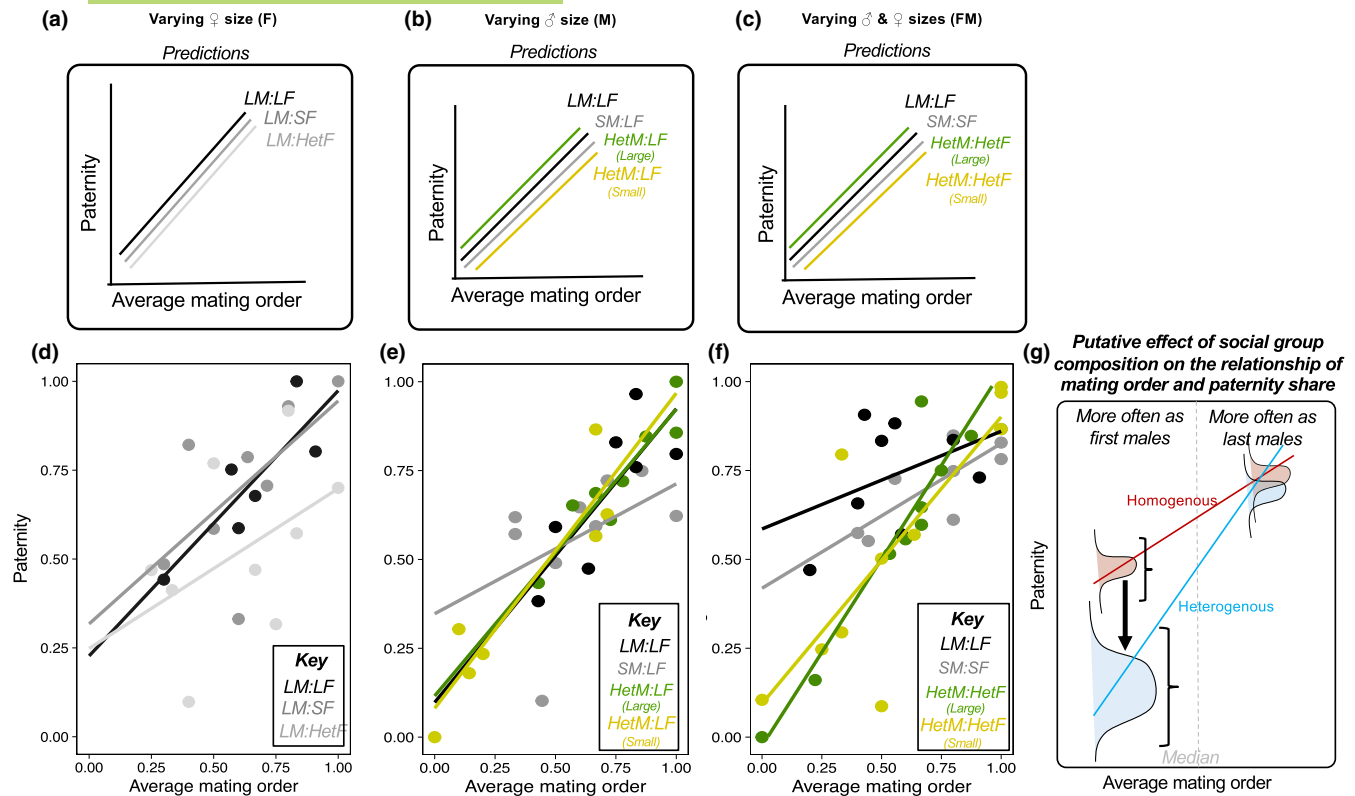 (a)
Varying ♀ size (F)
Predictions
LM:LF
LM:SF
LM:HetF
Paternity
Average mating order
(b)
Varying ♂ size (M)
Predictions
LM:LF
SM:LF
HetM:LF
(Large)
HetM:LF
(Small)
Paternity
Average mating order
(c)
Varying ♂ & ♀ sizes (FM)
Predictions
LM:LF
SM:SF
HetM:HetF
(Large)
HetM:HetF
(Small)
Paternity
Average mating order
(d)
1.00
0.75
0.50
0.25
0.00
Paternity
Key
LM:LF
LM:SF
LM:HetF
0.00 0.25 0.50 0.75 1.00
Average mating order
(e)
1.00
0.75
0.50
0.25
0.00
Key
LM:LF
SM:LF
HetM:LF
(Large)
HetM:LF
(Small)
0.00 0.25 0.50 0.75 1.00
Average mating order
(f)
1.00
0.75
0.50
0.25
0.00
Key
LM:LF
SM:SF
HetM:HetF
(Large)
HetM:HetF
(Small)
0.00 0.25 0.50 0.75 1.00
Average mating order
(g)
Putative effect of social group
composition on the relationship of
mating order and paternity share
More often as
first males
More often as
last males
Homogenous
Heterogenous
Paternity
Median
Average mating order